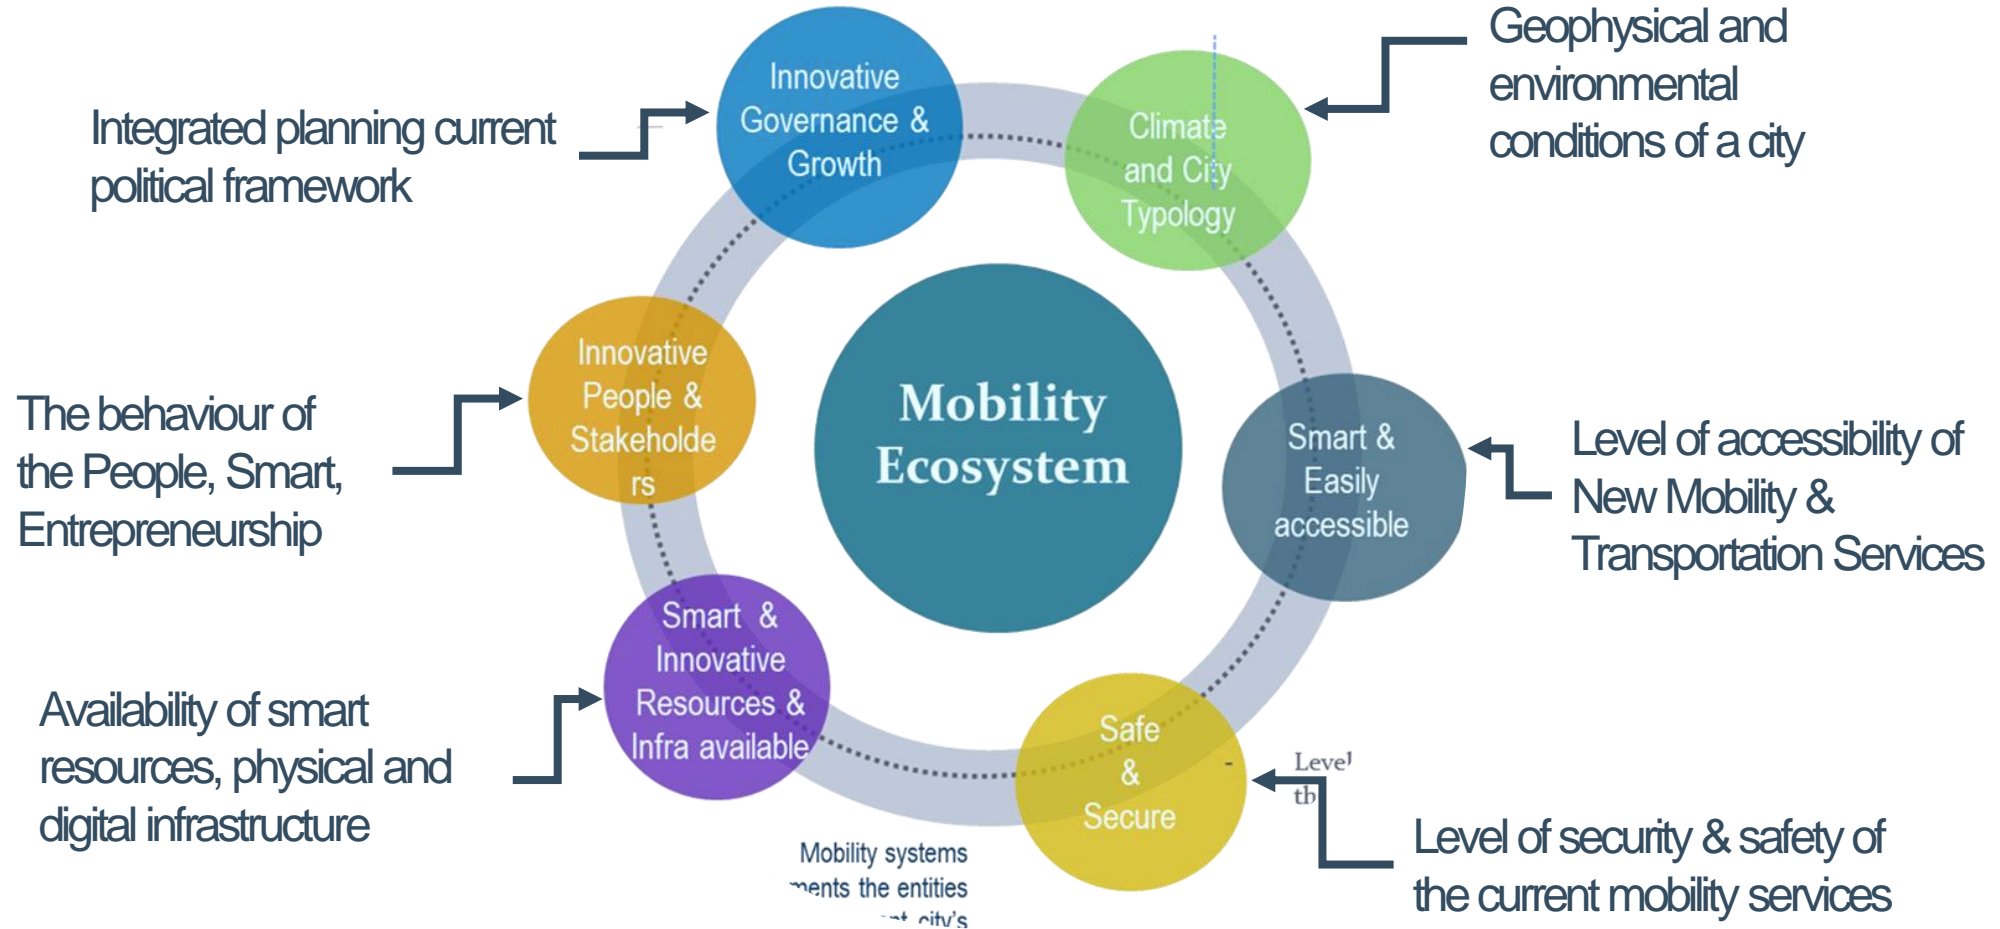 Integrated planning current
political framework
Innovative
Governance &
Growth
Climate
and City
Typology
Geophysical and
environmental
conditions of a city
The behaviour of
the People, Smart,
Entrepreneurship
Innovative
People &
Stakeholde
rs
Mobility
Ecosystem
Smart &
Easily
accessible
Level of accessibility of
New Mobility &
Transportation Services
Availability of smart
resources, physical and
digital infrastructure
Smart &
Innovative
Resources &
Infra available
Safe
&
Secure
-
Level
Level of security & safety of
the current mobility services
Mobility systems
the entities
city's